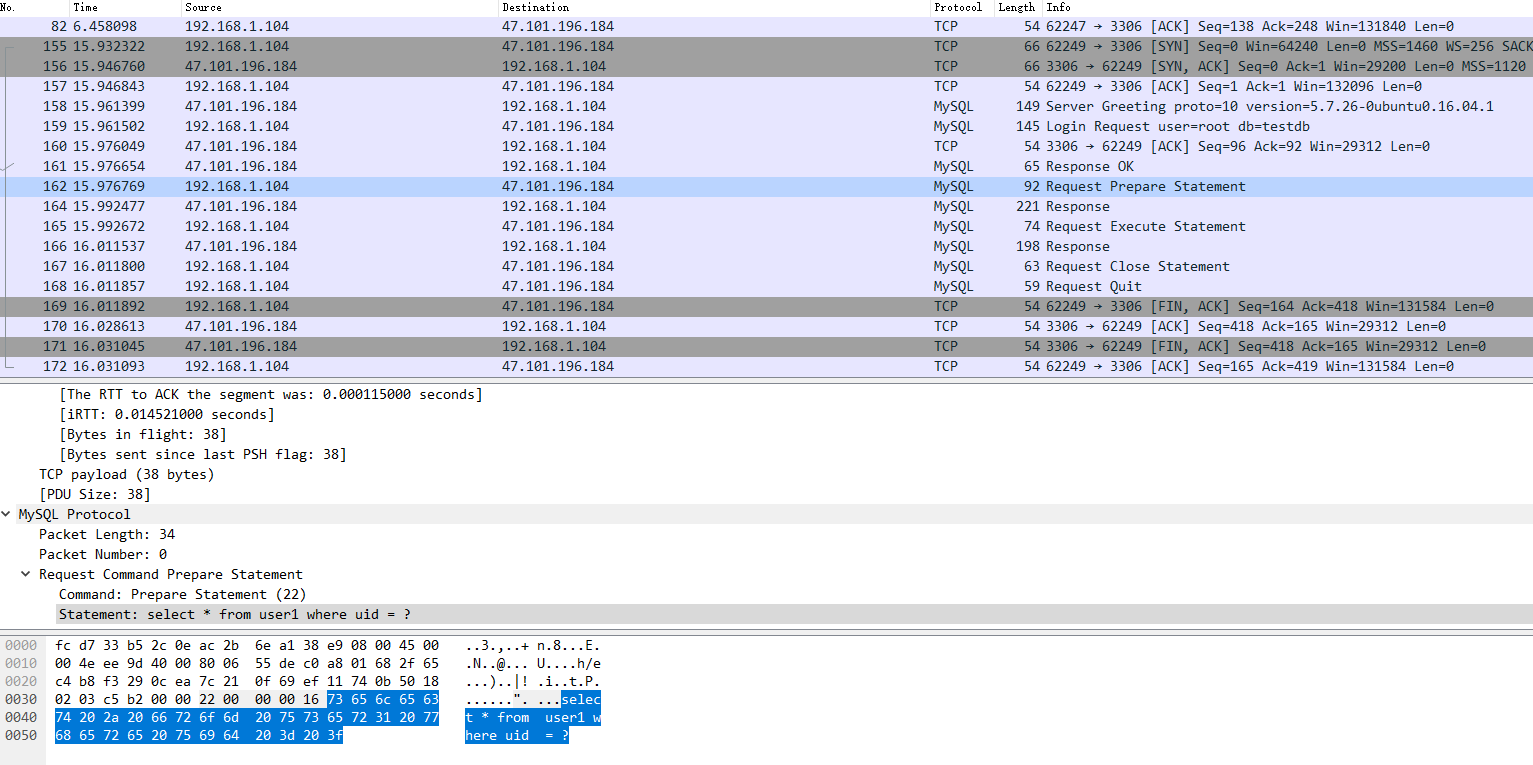 No. Time Source Destination Protocol Length Info
82 6.458098 192.168.1.104 47.101.196.184 TCP 54 62247 → 3306 [ACK] Seq=138 Ack=248 Win=131840 Len=0
155 15.932322 192.168.1.104 47.101.196.184 TCP 66 62249 → 3306 [SYN] Seq=0 Win=64240 Len=0 MSS=1460 WS=256 SACK
156 15.946760 47.101.196.184 192.168.1.104 TCP 66 3306 → 62249 [SYN, ACK] Seq=0 Ack=1 Win=29200 Len=0 MSS=1120
157 15.946843 192.168.1.104 47.101.196.184 TCP 54 62249 → 3306 [ACK] Seq=1 Ack=1 Win=132096 Len=0
158 15.961399 47.101.196.184 192.168.1.104 MySQL 149 Server Greeting proto=10 version=5.7.26-0ubuntu0.16.04.1
159 15.961502 192.168.1.104 47.101.196.184 MySQL 145 Login Request user=root db=testdb
160 15.976049 47.101.196.184 192.168.1.104 TCP 54 3306 → 62249 [ACK] Seq=96 Ack=92 Win=29312 Len=0
161 15.976654 47.101.196.184 192.168.1.104 MySQL 65 Response OK
162 15.976769 192.168.1.104 47.101.196.184 MySQL 92 Request Prepare Statement
164 15.992477 47.101.196.184 192.168.1.104 MySQL 221 Response
165 15.992672 192.168.1.104 47.101.196.184 MySQL 74 Request Execute Statement
166 16.011537 47.101.196.184 192.168.1.104 MySQL 198 Response
167 16.011800 192.168.1.104 47.101.196.184 MySQL 63 Request Close Statement
168 16.011857 192.168.1.104 47.101.196.184 MySQL 59 Request Quit
169 16.011892 192.168.1.104 47.101.196.184 TCP 54 62249 → 3306 [FIN, ACK] Seq=164 Ack=418 Win=131584 Len=0
170 16.028613 47.101.196.184 192.168.1.104 TCP 54 3306 → 62249 [ACK] Seq=418 Ack=165 Win=29312 Len=0
171 16.031045 47.101.196.184 192.168.1.104 TCP 54 3306 → 62249 [FIN, ACK] Seq=418 Ack=165 Win=29312 Len=0
172 16.031093 192.168.1.104 47.101.196.184 TCP 54 62249 → 3306 [ACK] Seq=165 Ack=419 Win=131584 Len=0
[The RTT to ACK the segment was: 0.000115000 seconds]
[iRTT: 0.014521000 seconds]
[Bytes in flight: 38]
[Bytes sent since last PSH flag: 38]
TCP payload (38 bytes)
[PDU Size: 38]
MySQL Protocol
Packet Length: 34
Packet Number: 0
Request Command Prepare Statement
Command: Prepare Statement (22)
Statement: select * from user1 where uid = ?
0000 fc d7 33 b5 2c 0e ac 2b 6e a1 38 e9 08 00 45 00 ..3.,..+ n.8...E.
0010 00 4e ee 9d 40 00 80 06 55 de c0 a8 01 68 2f 65 .N..@... U....h/e
0020 c4 b8 f3 29 0c ea 7c 21 0f 69 ef 11 74 0b 50 18 ...)..|! .i..t.P.
0030 02 03 c5 b2 00 00 22 00 00 00 16 73 65 6c 65 63 ......". ...selec
0040 74 20 2a 20 66 72 6f 6d 20 75 73 65 72 31 20 77 t * from user1 w
0050 68 65 72 65 20 75 69 64 20 3d 20 3f here uid = ?